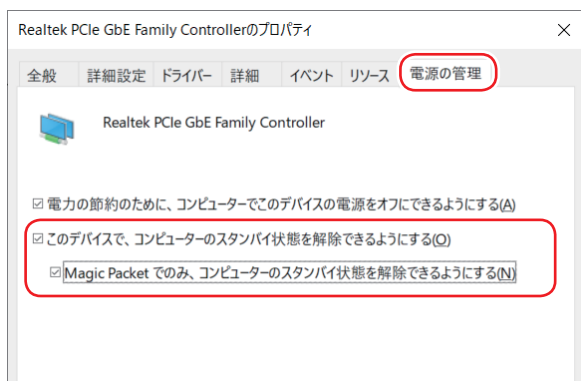 Realtek PCIe GbE Family Controllerのプロパティ
全般 詳細設定 ドライバー 詳細 イベント リソース 電源の管理
Realtek PCIe GbE Family Controller
電力の節約のために、コンピューターでこのデバイスの電源をオフにできるようにする(A)
このデバイスで、コンピューターのスタンバイ状態を解除できるようにする(O)
Magic Packet でのみ、コンピューターのスタンバイ状態を解除できるようにする(N)